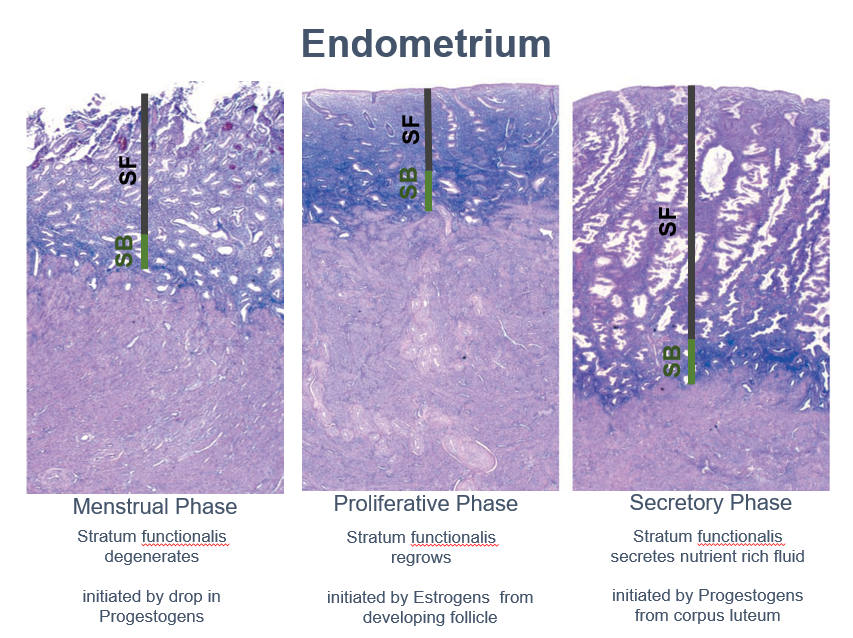 Endometrium
SF
SB
SF
SB
SF
SB
Menstrual Phase
Stratum functionalis
degenerates
initiated by drop in
Progestogens
Proliferative Phase
Stratum functionalis
regrows
initiated by Estrogens from
developing follicle
Secretory Phase
Stratum functionalis
secretes nutrient rich fluid
initiated by Progestogens
from corpus luteum